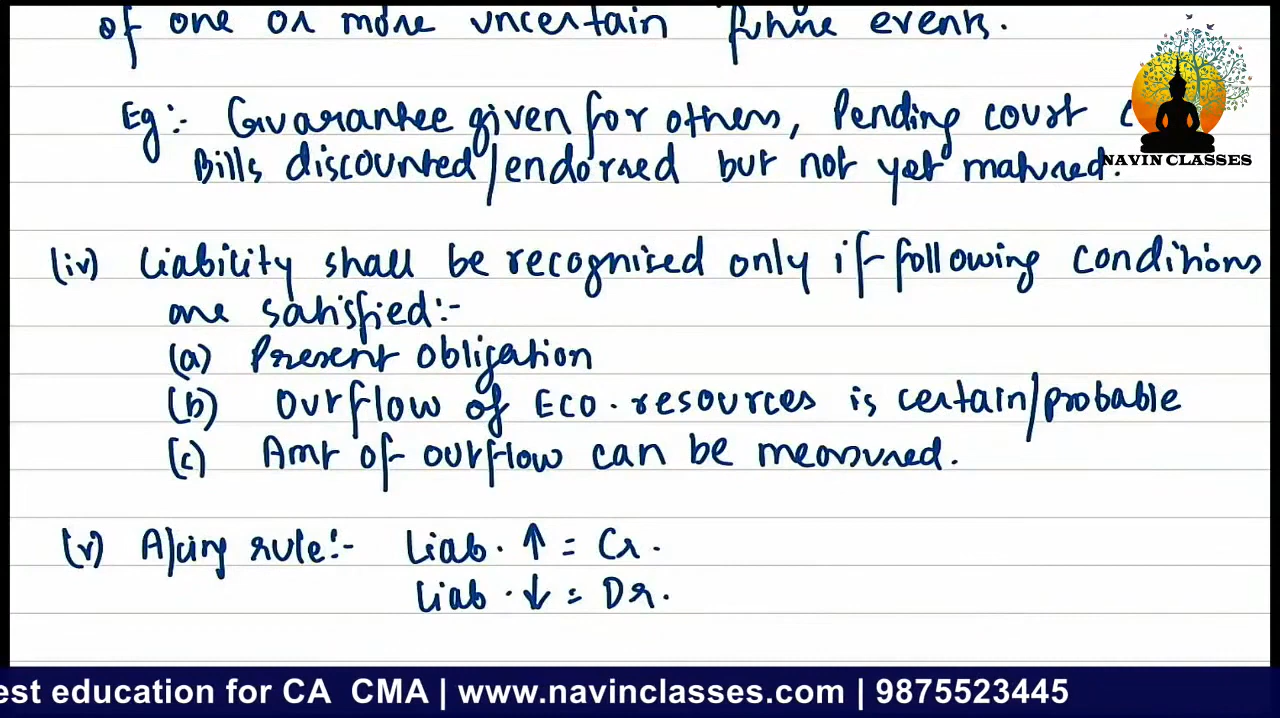 of one or more uncertain future events.
Eg:- Guarantee given for others, Pending court c
Bills discounted/endorsed but not yet matured.
NAVIN CLASSES
(iv) Liability shall be recognised only if following conditions
are satisfied:-
(a) Present obligation
(b) Outflow of Eco. resources is certain/probable
(c) Amt of outflow can be measured.
(v) A/cing rule:- Liab. ↑ = Cr.
Liab. ↓ = Dr.
est education for CA CMA | www.navinclasses.com | 9875523445